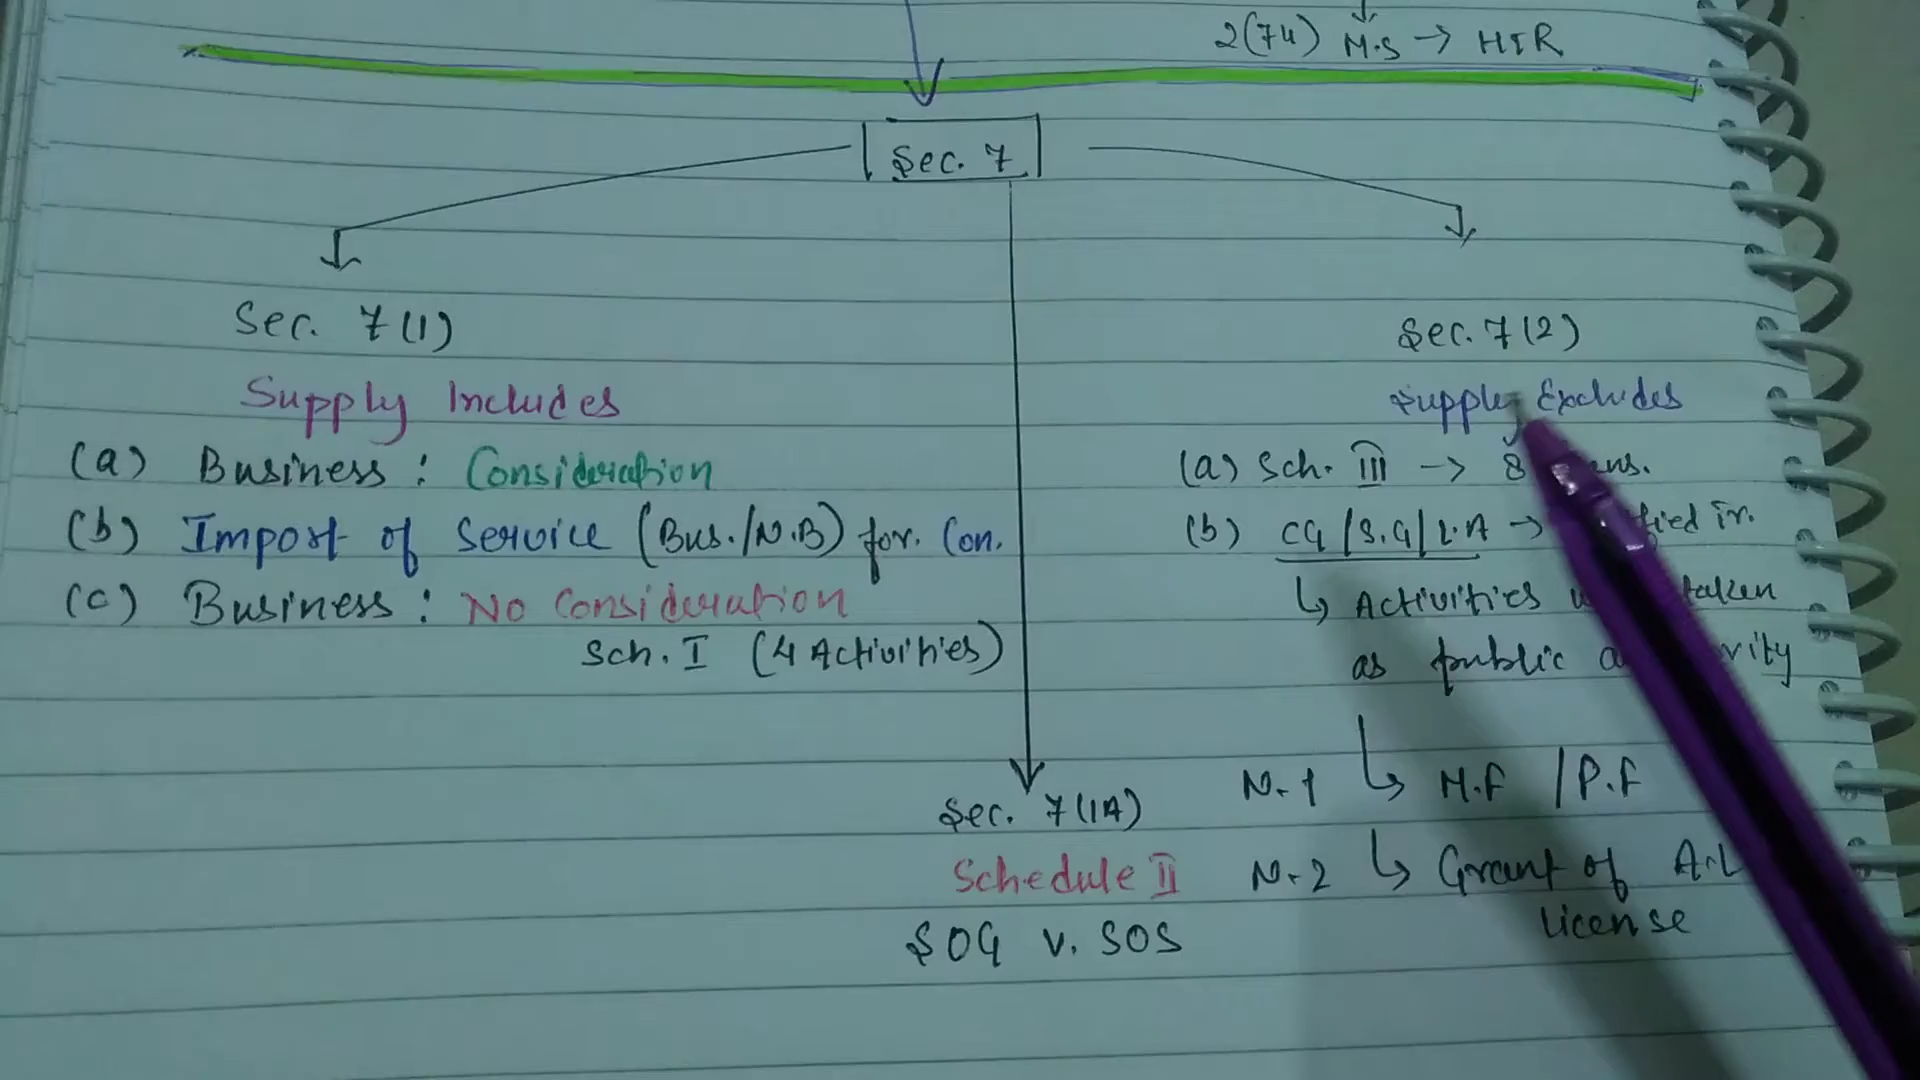 2(74) M.S → HIR
Sec. 7
Sec. 7(1)
Supply Includes
(a) Business : Consideration
(b) Import of Service (Bus./N.B) for. Con.
(c) Business : No Consideration
Sch. I (4 Activities)
Sec. 7(1A)
Schedule II
SOG v. SOS
Sec. 7(2)
Supply Excludes
(a) Sch. III → 8
(b) CG/S.G/L.A → in.
↳ Activities
as public
N-1 ↳ M.F / P.F
N-2 ↳ Grant of A.L
license